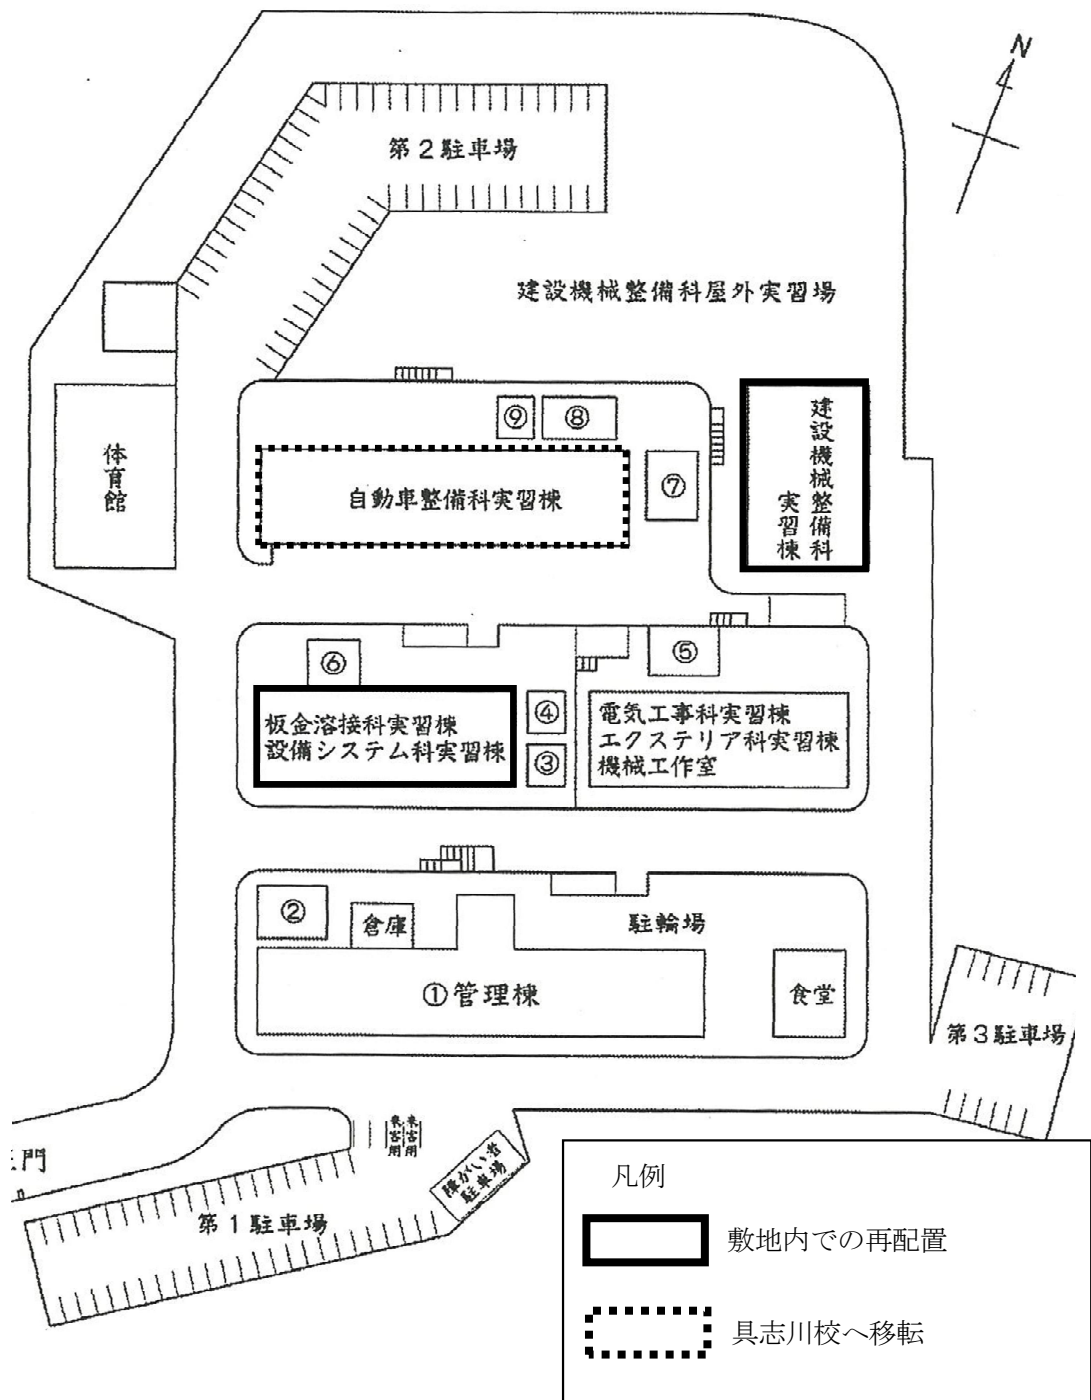 N
第2駐車場
建設機械整備科屋外実習場
⑨
⑧
建設機械整備科
実習棟
体育館
自動車整備科実習棟
⑦
⑥
⑤
板金溶接科実習棟
設備システム科実習棟
④
③
電気工事科実習棟
エクステリア科実習棟
機械工作室
②
倉庫
駐輪場
①管理棟
食堂
第3駐車場
来客用
来客用
門
障がい者
駐車場
第1駐車場
凡例
敷地内での再配置
具志川校へ移転